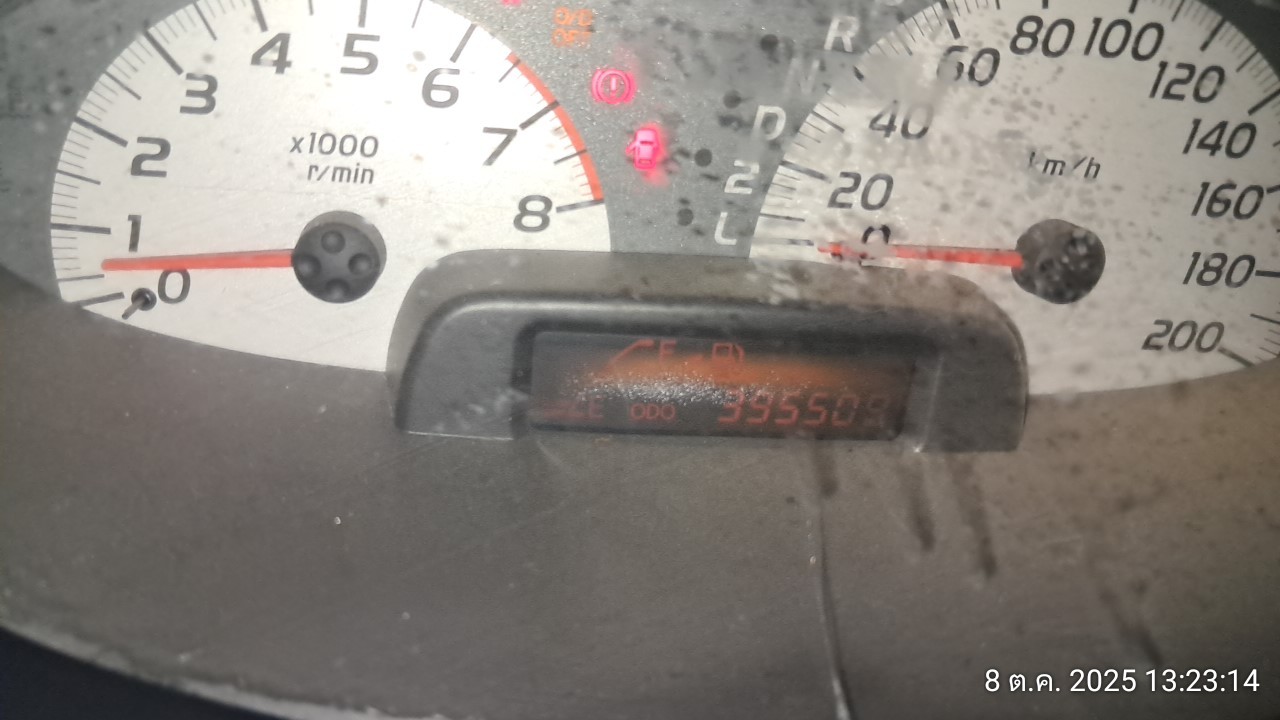 0 1 2 3 4 5 6 7 8
x1000
r/min
O/D
OFF
R
N
D
2
L
0 20 40 60 80 100 120 140 160 180 200
km/h
E
ODO
8 ต.ค. 2025 13:23:14